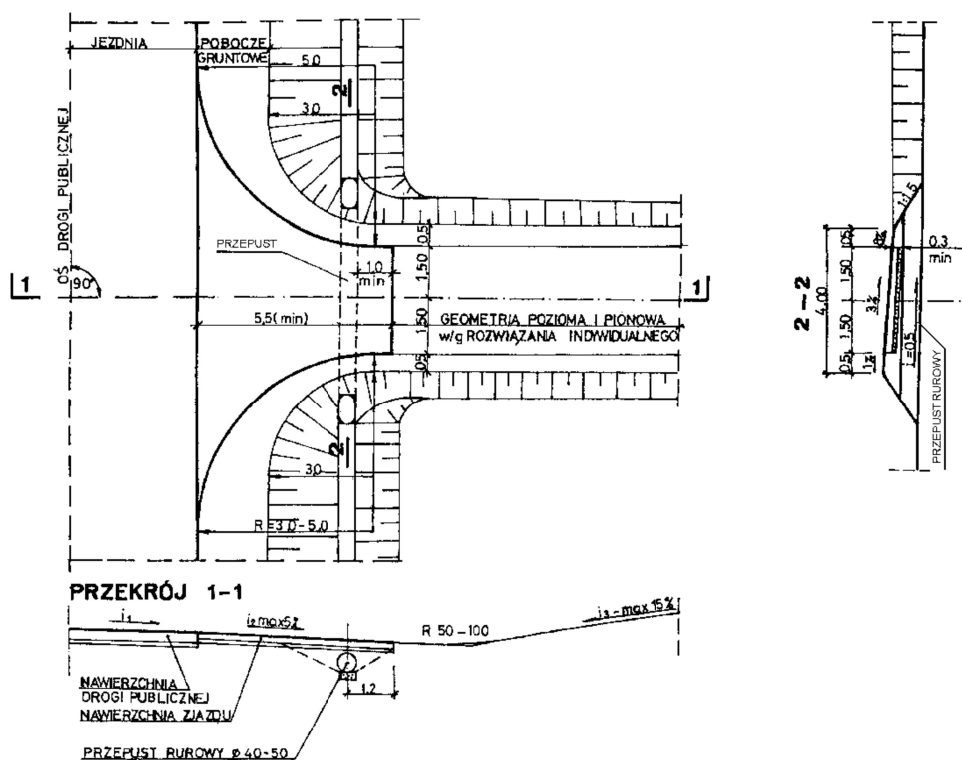 JEZDNIA
POBOCZE
GRUNTOWE
5.0
2
3.0
OŚ DROGI PUBLICZNEJ
PRZEPUST
0.5
1.50
1,0
min
1
90°
1
5,5(min)
1.50
0.5
GEOMETRIA POZIOMA I PIONOWA
w/g ROZWIĄZANIA INDYWIDUALNEGO
2
3.0
R=3.0-5.0
1:1.5
0.3
min
0.5
1.50
4.00
1.50
0.5
3%
i=0.5
2-2
PRZEPUST RUROWY
PRZEKRÓJ 1-1
i₁
i₂ max 5%
R 50-100
i₃-max 15%
1.2
NAWIERZCHNIA
DROGI PUBLICZNEJ
NAWIERZCHNIA ZJAZDU
PRZEPUST RUROWY ø 40-50